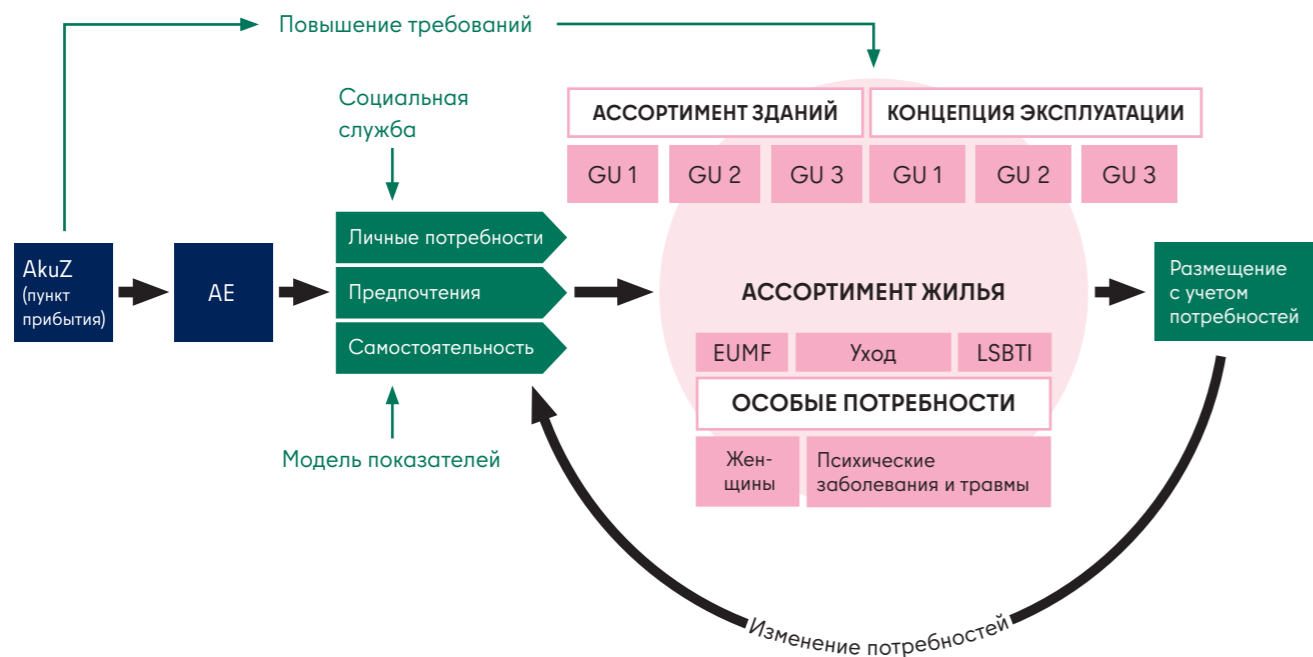 Повышение требований
Социальная
служба
АССОРТИМЕНТ ЗДАНИЙ
КОНЦЕПЦИЯ ЭКСПЛУАТАЦИИ
GU 1
GU 2
GU 3
GU 1
GU 2
GU 3
AkuZ
(пункт
прибытия)
AE
Личные потребности
Предпочтения
Самостоятельность
АССОРТИМЕНТ ЖИЛЬЯ
Размещение
с учетом
потребностей
EUMF
Уход
LSBTI
ОСОБЫЕ ПОТРЕБНОСТИ
Жен-
щины
Психические
заболевания и травмы
Модель показателей
Изменение потребностей